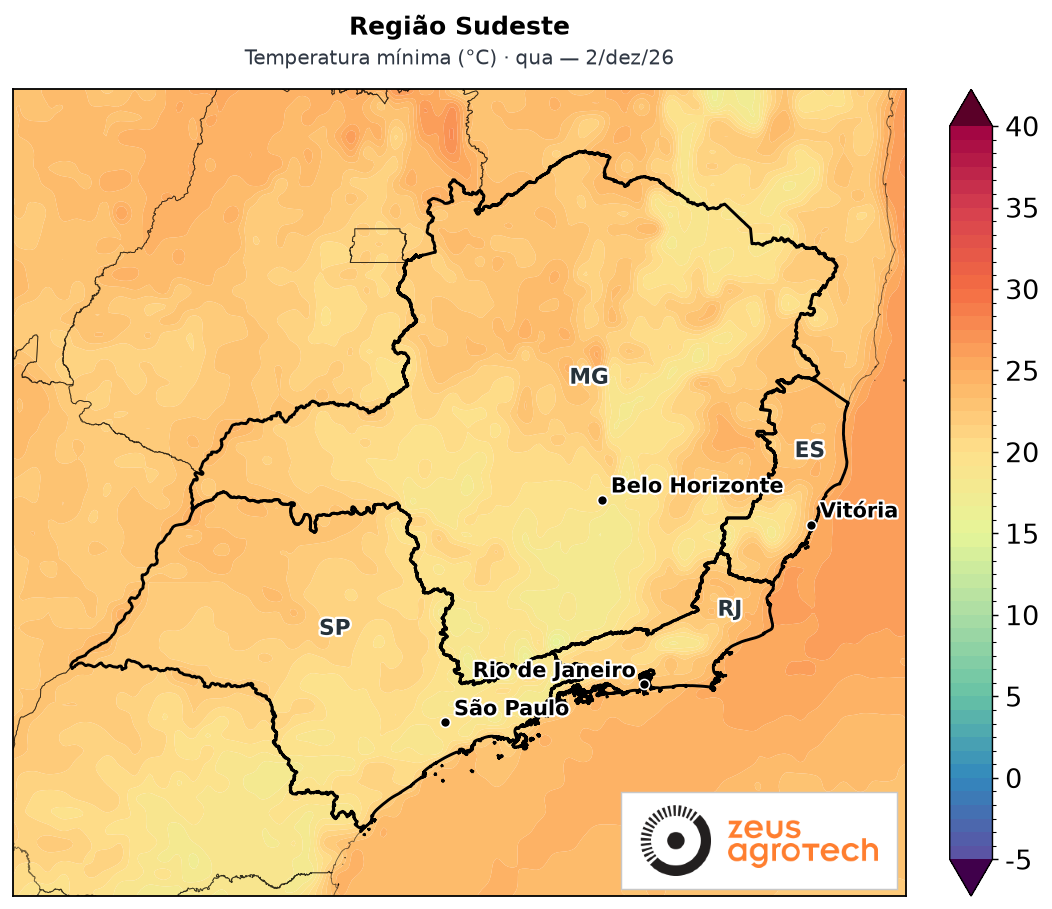 Região Sudeste
Temperatura mínima (°C) · qua — 2/dez/26
40
35
30
25
20
15
10
5
0
-5
MG
ES
Belo Horizonte
Vitória
RJ
SP
Rio de Janeiro
São Paulo
zeus
agrotech